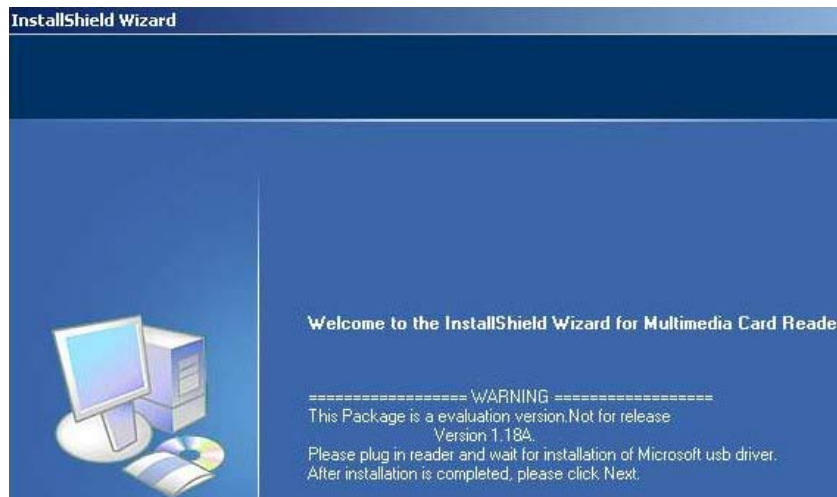 InstallShield Wizard
Welcome to the InstallShield Wizard for Multimedia Card Reade
================== WARNING ==================
This Package is a evaluation version.Not for release
Version 1.18A.
Please plug in reader and wait for installation of Microsoft usb driver.
After installation is completed, please click Next.